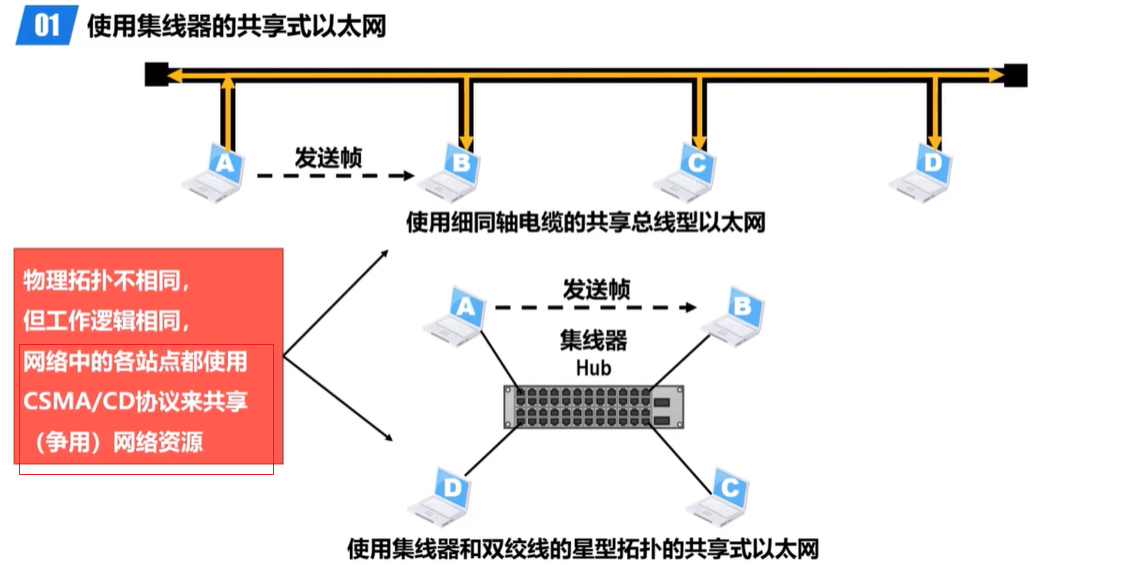 01 使用集线器的共享式以太网
A
发送帧
B
C
D
使用细同轴电缆的共享总线型以太网
物理拓扑不相同，
但工作逻辑相同，
网络中的各站点都使用
CSMA/CD协议来共享
（争用）网络资源
A
发送帧
B
集线器
Hub
D
C
使用集线器和双绞线的星型拓扑的共享式以太网